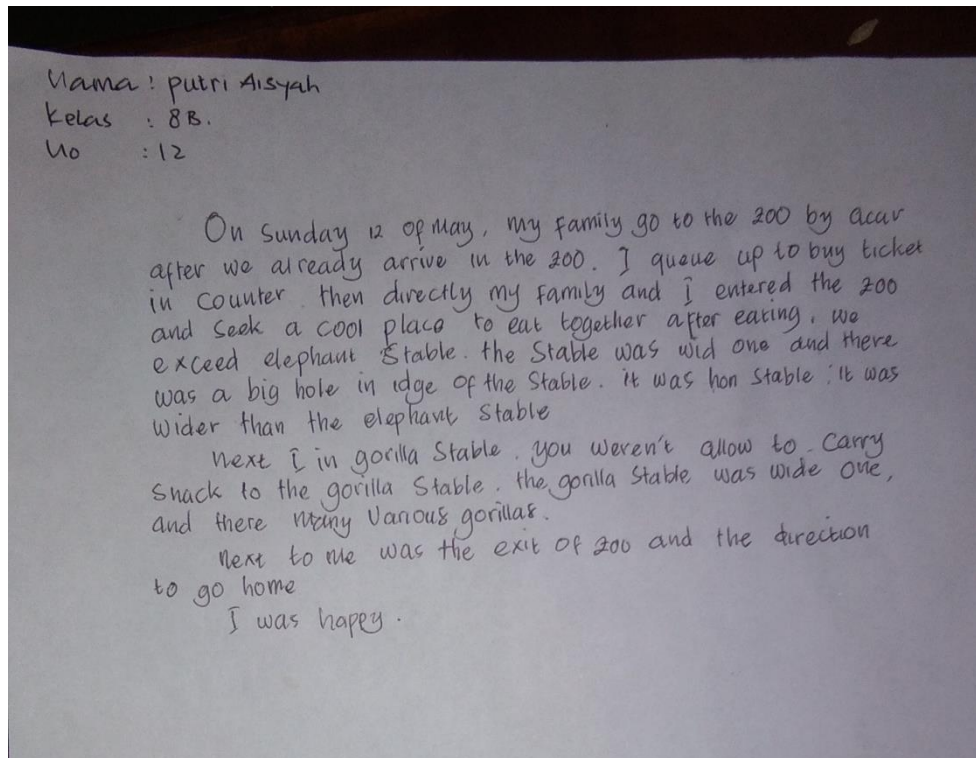 Nama : Putri Aisyah
Kelas : 8B.
No : 12
On Sunday 12 of May, my family go to the zoo by acar
after we already arrive in the zoo. I queue up to buy ticket
in counter. then directly my family and I entered the zoo
and seek a cool place to eat together after eating, we
exceed elephant stable. the stable was wid one and there
was a big hole in idge of the stable. it was hon stable; it was
wider than the elephant stable
next I in gorilla stable. you weren't allow to carry
snack to the gorilla stable. the gorilla stable was wide one,
and there many various gorillas.
next to me was the exit of zoo and the direction
to go home
I was happy.